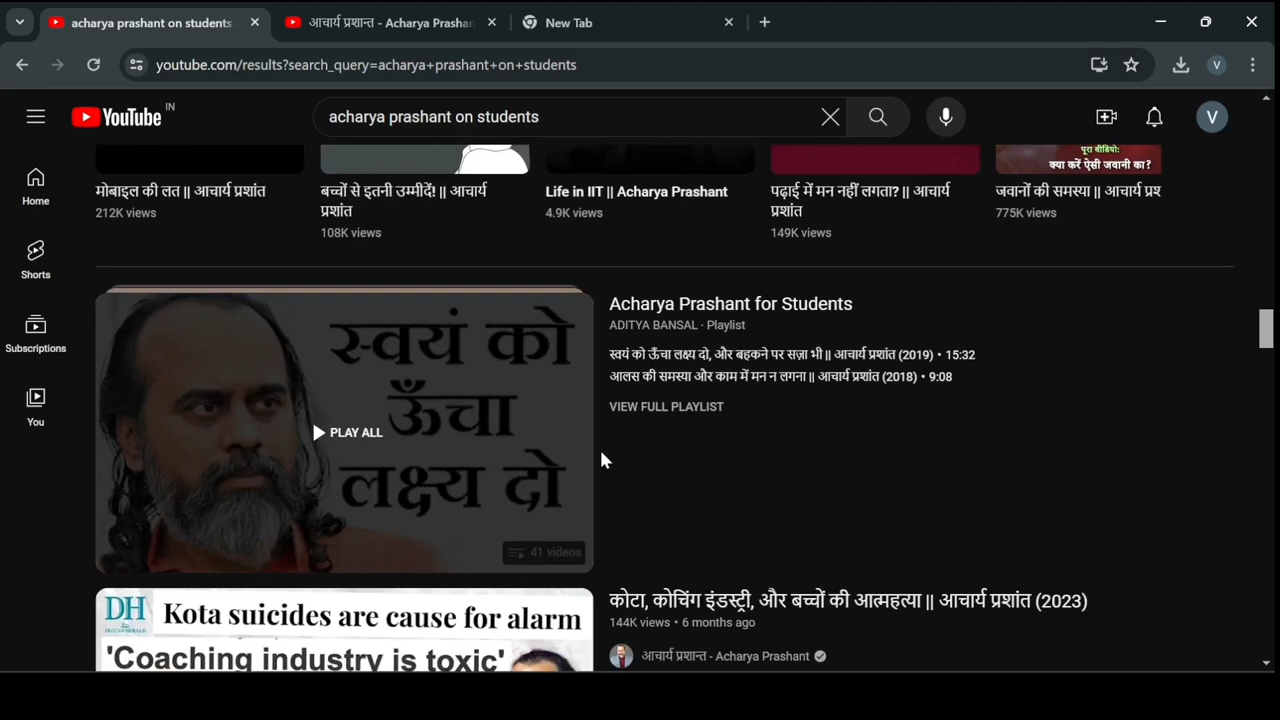 acharya prashant on students
आचार्य प्रशान्त - Acharya Prashan
New Tab
youtube.com/results?search_query=acharya+prashant+on+students
V
YouTube IN
acharya prashant on students
V
पूरा वीडियो:
क्या करें ऐसी जवानी का?
मोबाइल की लत || आचार्य प्रशांत
212K views
बच्चों से इतनी उम्मीदें! || आचार्य
प्रशांत
108K views
Life in IIT || Acharya Prashant
4.9K views
पढ़ाई में मन नहीं लगता? || आचार्य
प्रशांत
149K views
जवानों की समस्या || आचार्य प्रश
775K views
Home
Shorts
Subscriptions
You
स्वयं को
ऊँचा
लक्ष्य दो
PLAY ALL
41 videos
Acharya Prashant for Students
ADITYA BANSAL · Playlist
स्वयं को ऊँचा लक्ष्य दो, और बहकने पर सज़ा भी || आचार्य प्रशांत (2019) • 15:32
आलस की समस्या और काम में मन न लगना || आचार्य प्रशांत (2018) • 9:08
VIEW FULL PLAYLIST
DH Kota suicides are cause for alarm
DECCAN HERALD
'Coaching industry is toxic'
कोटा, कोचिंग इंडस्ट्री, और बच्चों की आत्महत्या || आचार्य प्रशांत (2023)
144K views • 6 months ago
आचार्य प्रशान्त - Acharya Prashant